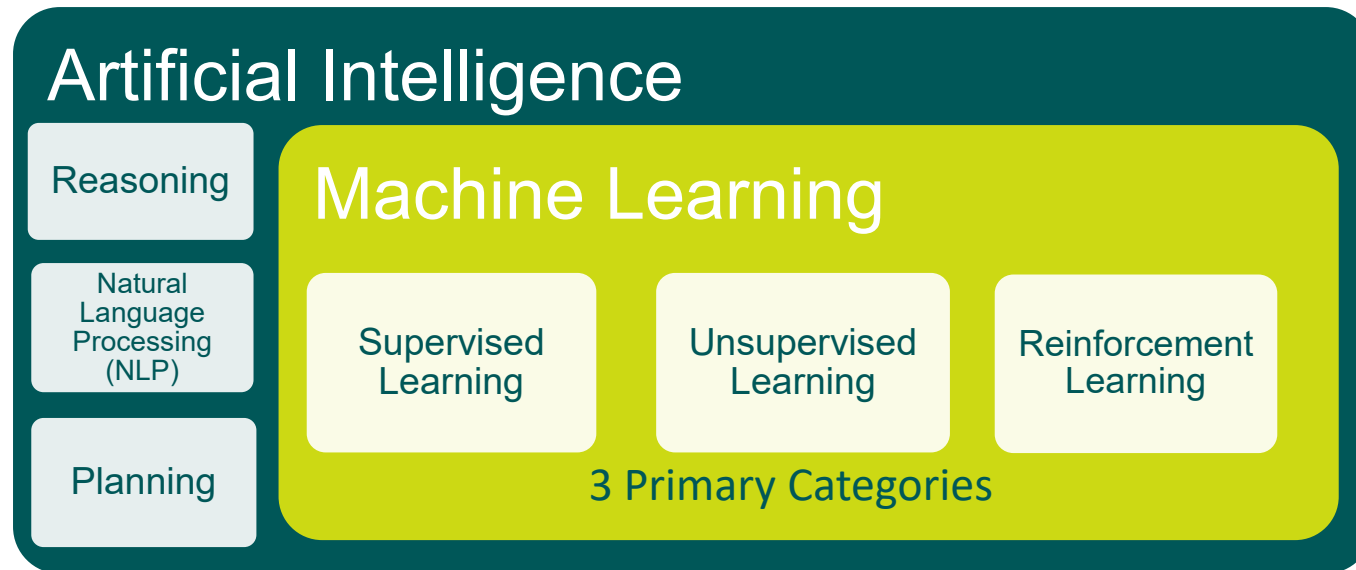 Artificial Intelligence
Reasoning
Natural
Language
Processing
(NLP)
Planning
Machine Learning
Supervised
Learning
Unsupervised
Learning
Reinforcement
Learning
3 Primary Categories